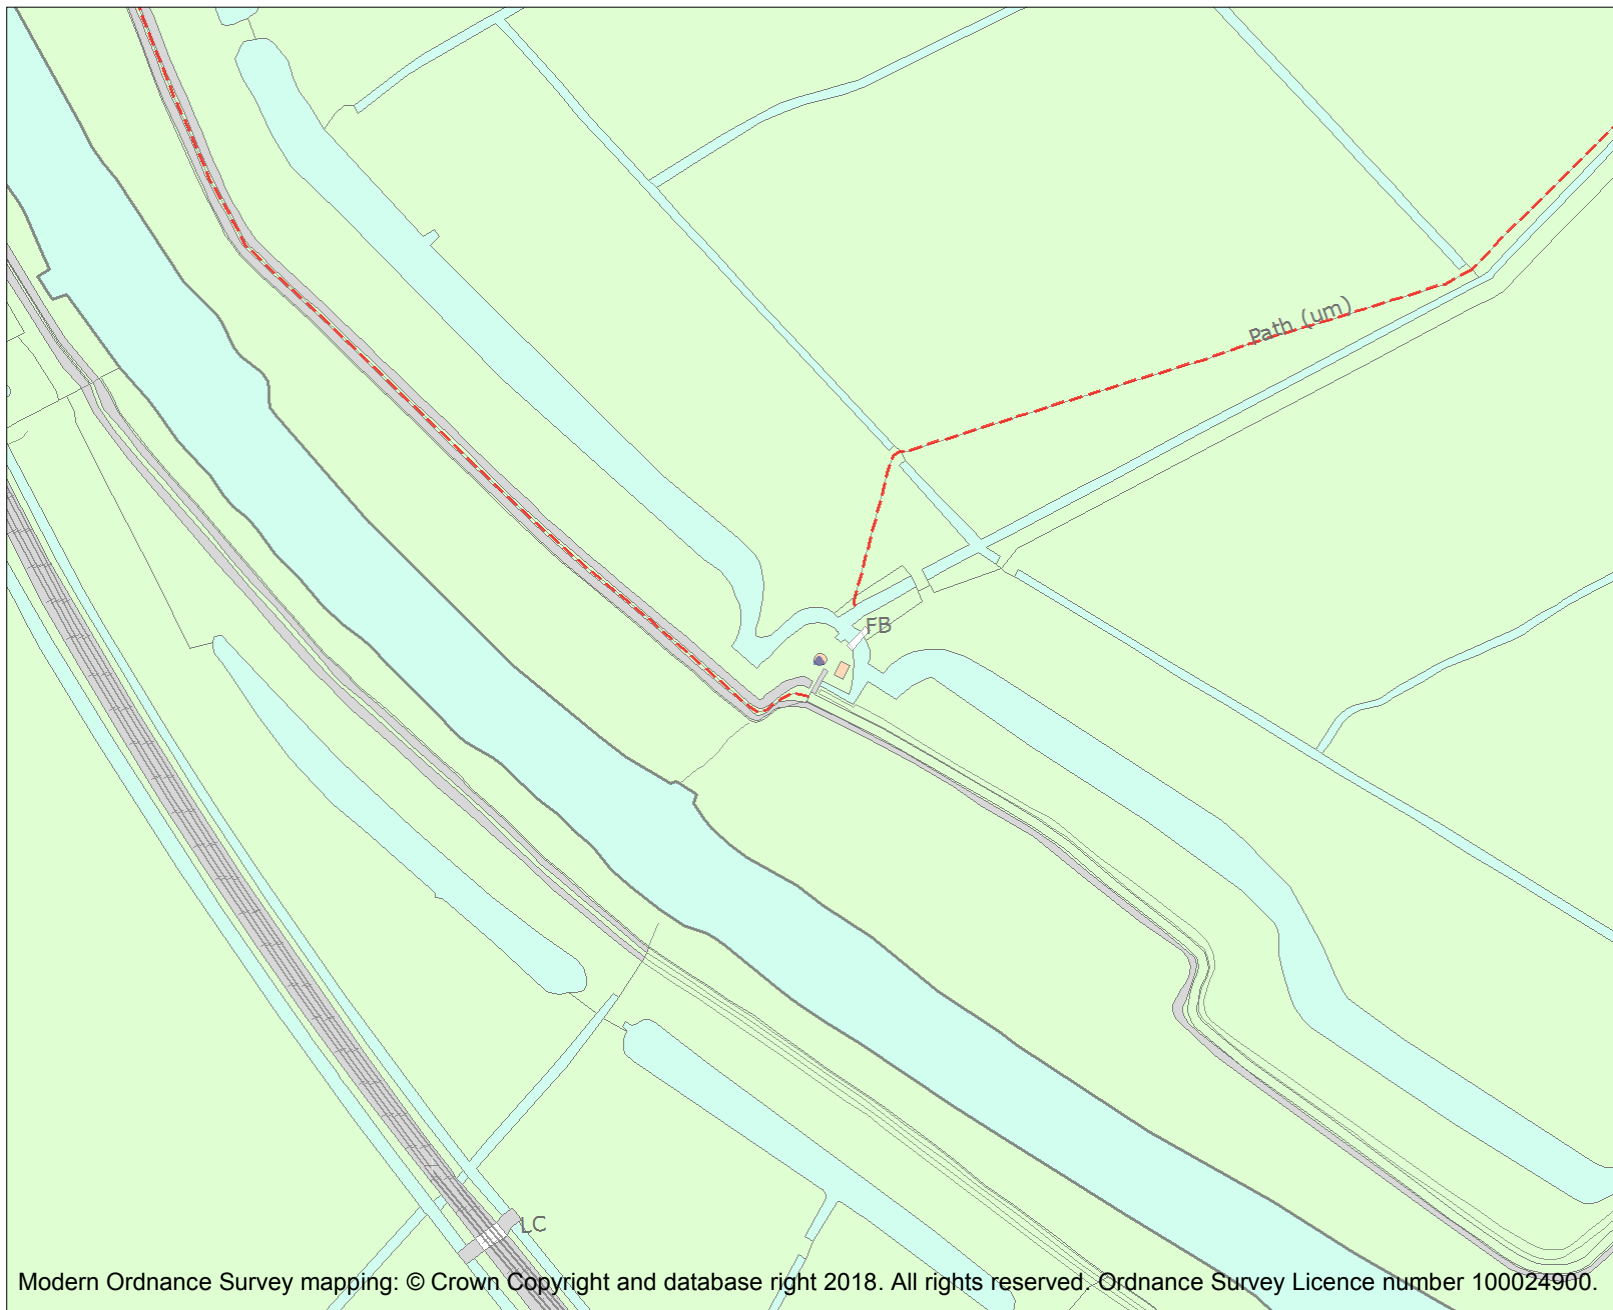 Path (um)
FB
LC
Modern Ordnance Survey mapping: © Crown Copyright and database right 2018. All rights reserved. Ordnance Survey Licence number 100024900.